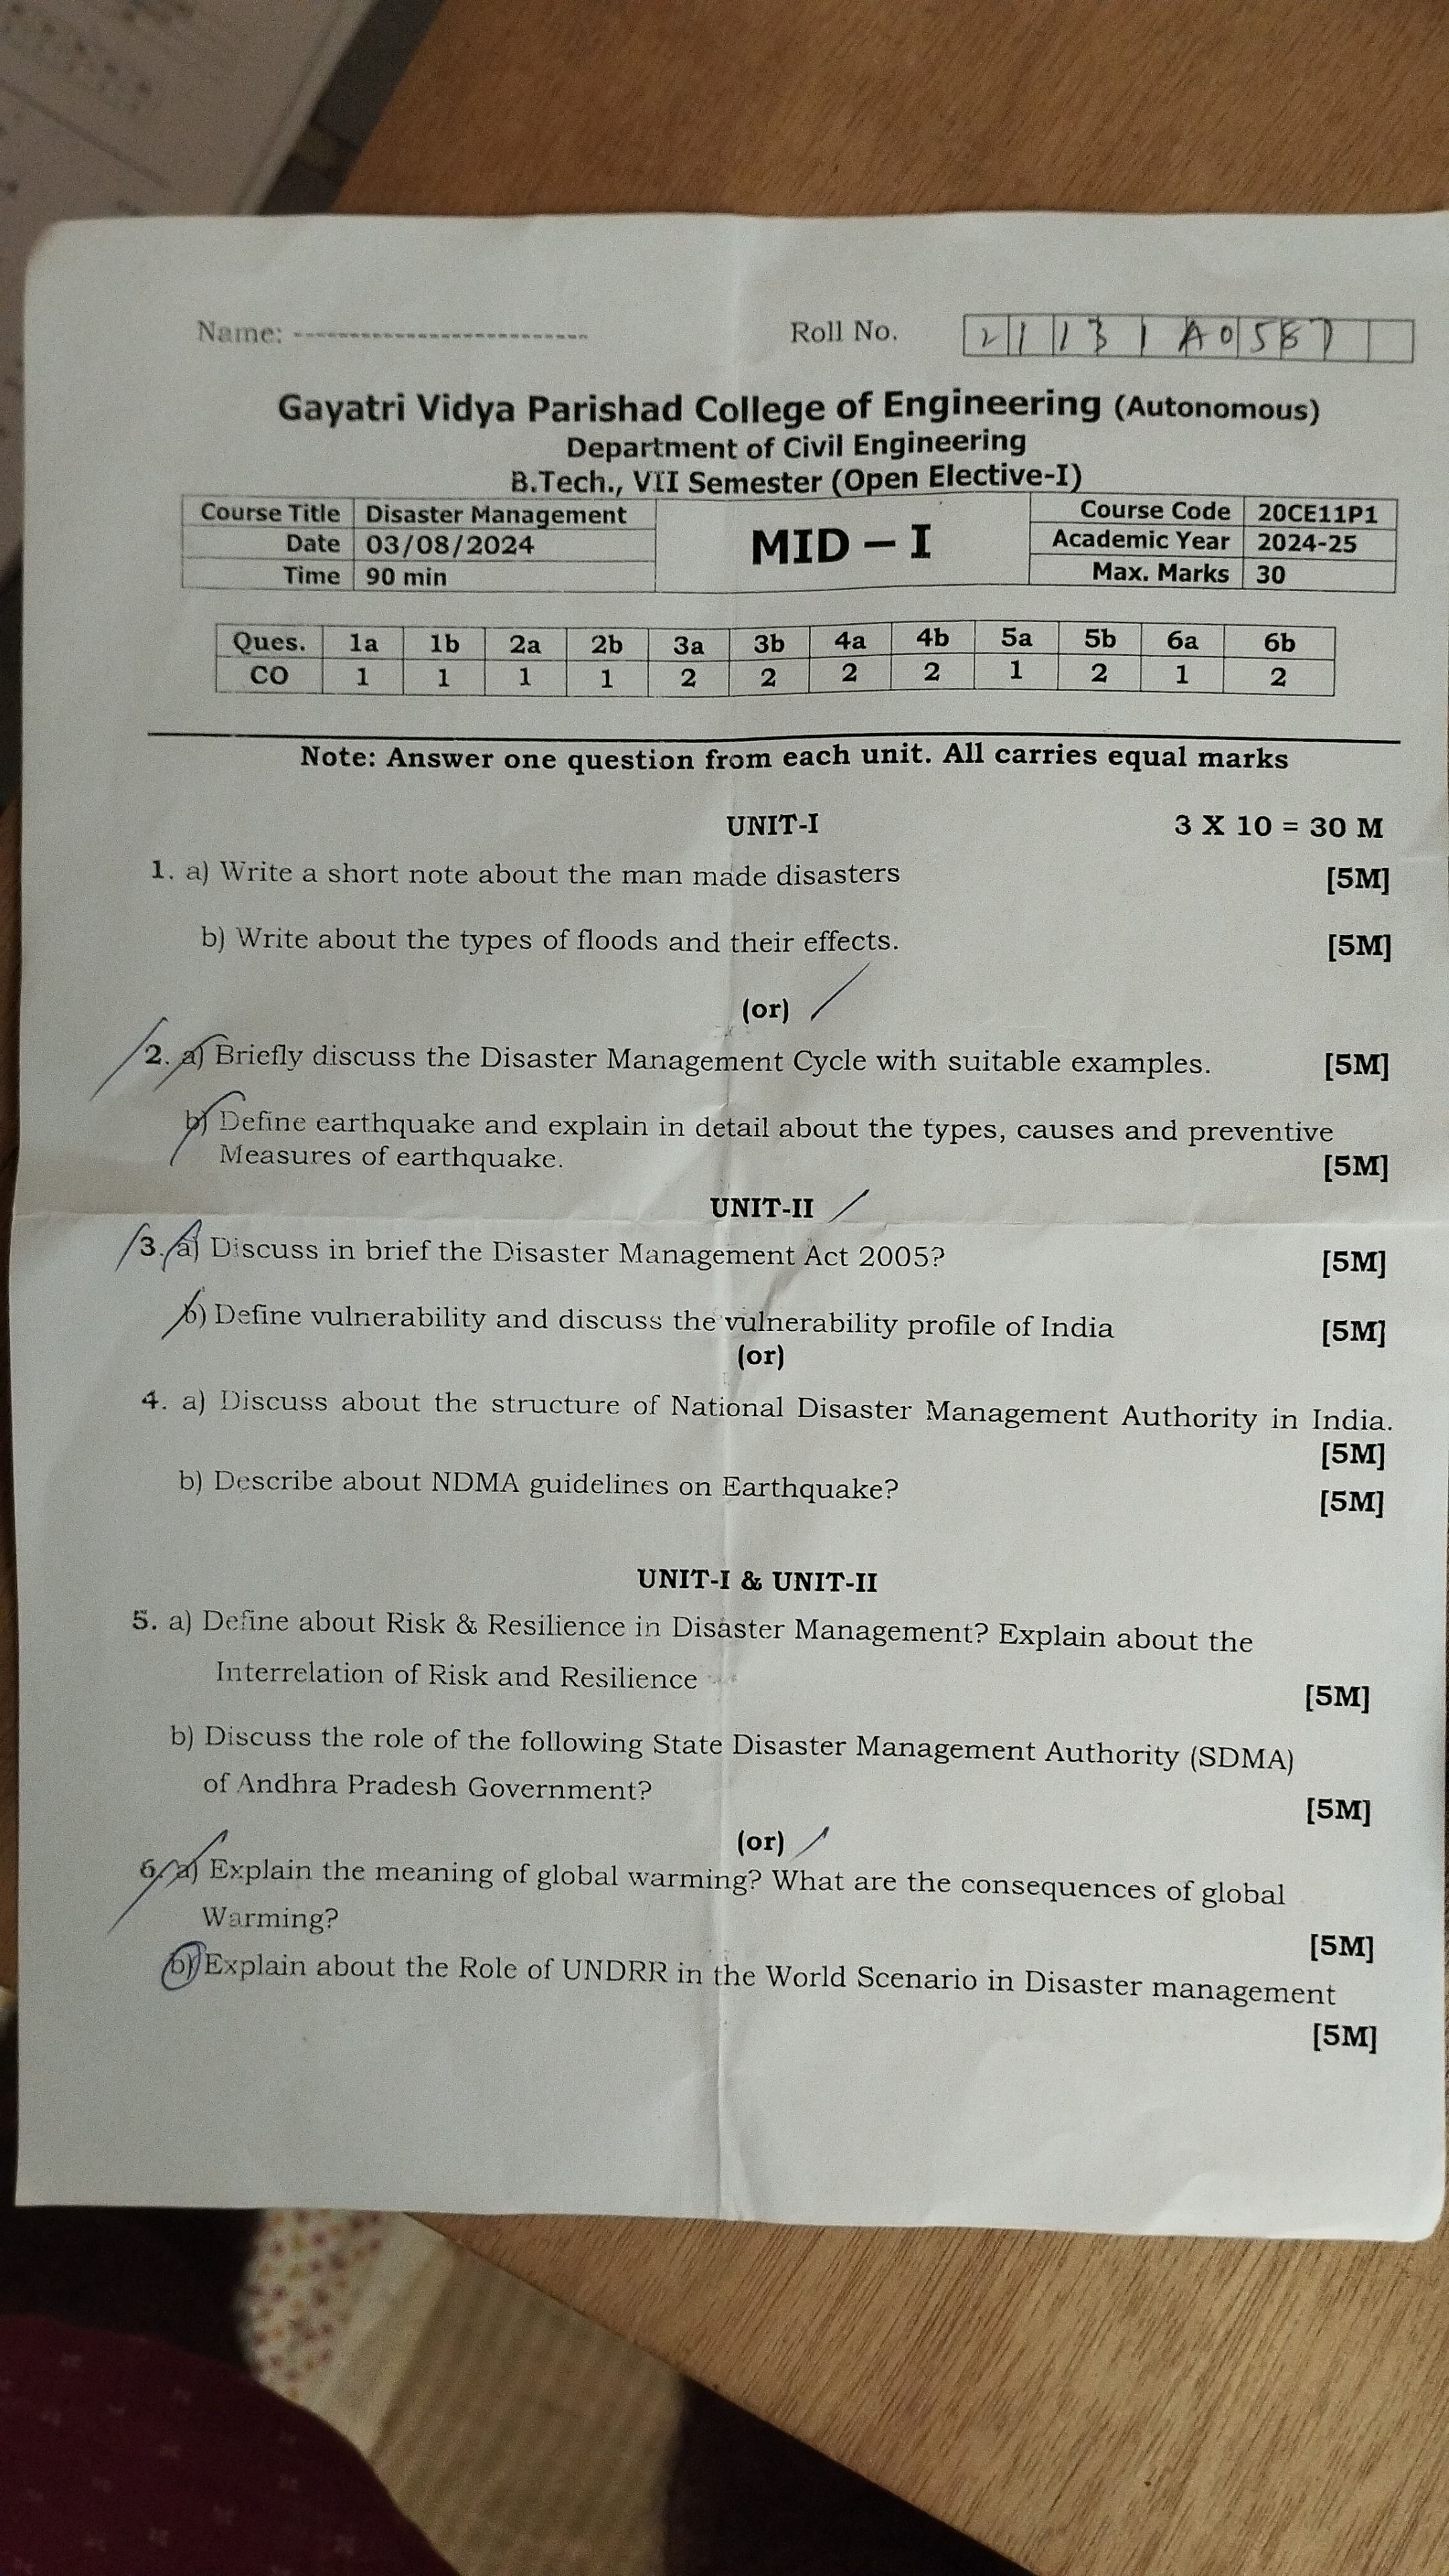 Name: ------------------------------ Roll No. 21131A0587
Gayatri Vidya Parishad College of Engineering (Autonomous)
Department of Civil Engineering
B.Tech., VII Semester (Open Elective-I)
Course Title Disaster Management MID – I Course Code 20CE11P1
Date 03/08/2024 Academic Year 2024-25
Time 90 min Max. Marks 30
Ques. 1a 1b 2a 2b 3a 3b 4a 4b 5a 5b 6a 6b
CO 1 1 1 1 2 2 2 2 1 2 1 2
Note: Answer one question from each unit. All carries equal marks
UNIT-I 3 X 10 = 30 M
1. a) Write a short note about the man made disasters [5M]
b) Write about the types of floods and their effects. [5M]
(or)
2. a) Briefly discuss the Disaster Management Cycle with suitable examples. [5M]
b) Define earthquake and explain in detail about the types, causes and preventive
Measures of earthquake. [5M]
UNIT-II
3. a) Discuss in brief the Disaster Management Act 2005? [5M]
b) Define vulnerability and discuss the vulnerability profile of India [5M]
(or)
4. a) Discuss about the structure of National Disaster Management Authority in India.
[5M]
b) Describe about NDMA guidelines on Earthquake? [5M]
UNIT-I & UNIT-II
5. a) Define about Risk & Resilience in Disaster Management? Explain about the
Interrelation of Risk and Resilience [5M]
b) Discuss the role of the following State Disaster Management Authority (SDMA)
of Andhra Pradesh Government? [5M]
(or)
6. a) Explain the meaning of global warming? What are the consequences of global
Warming? [5M]
b) Explain about the Role of UNDRR in the World Scenario in Disaster management
[5M]